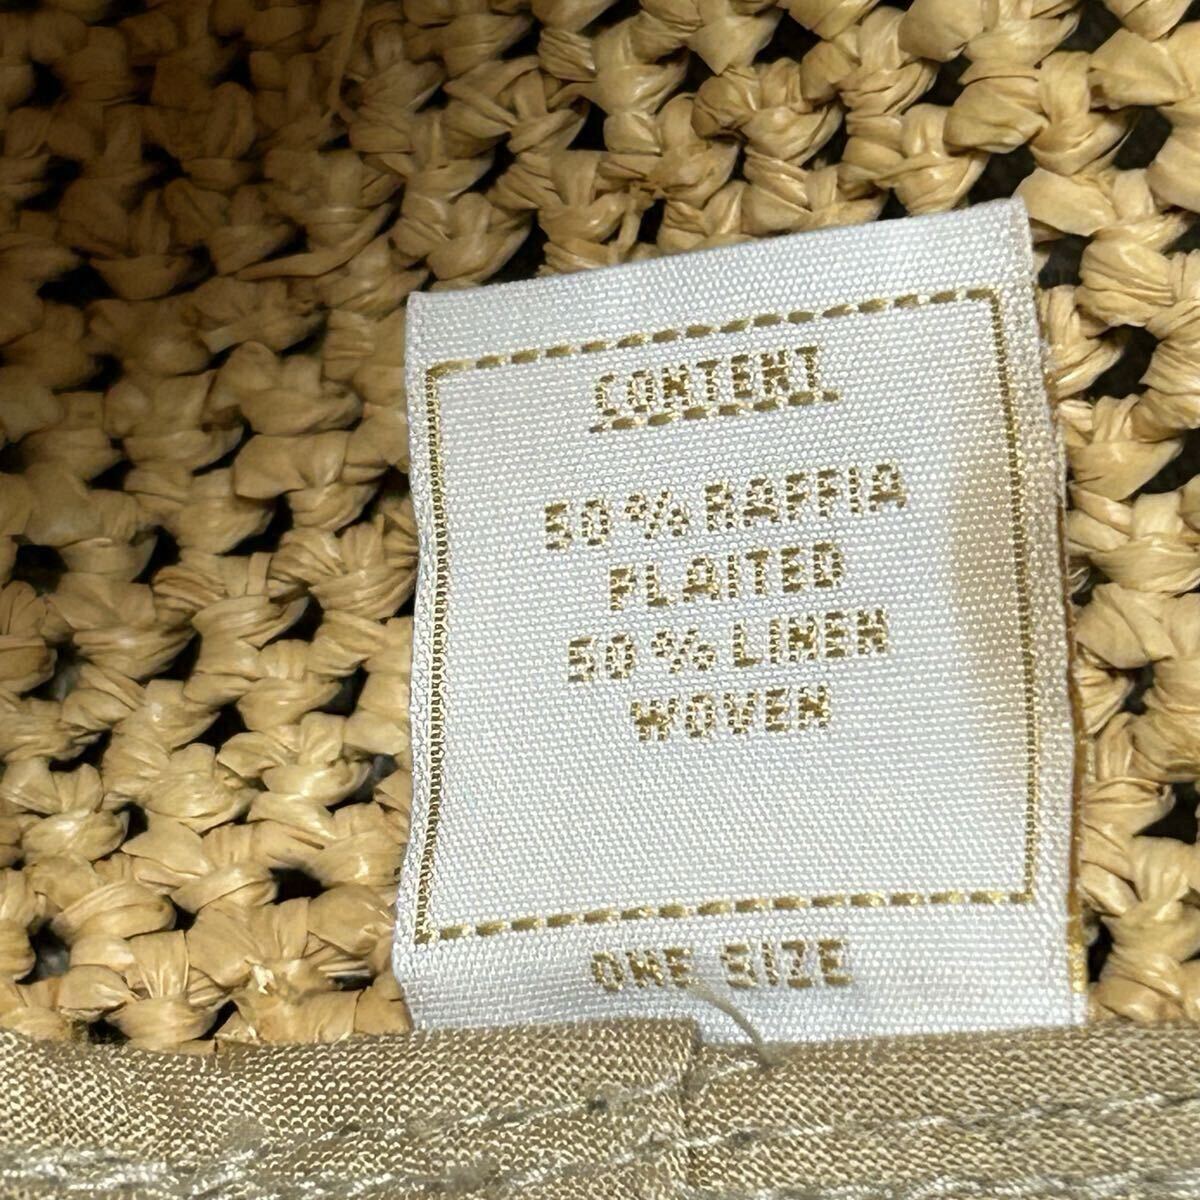 CONTENT
50% RAFFIA
PLAITED
50% LINEN
WOVEN
ONE SIZE